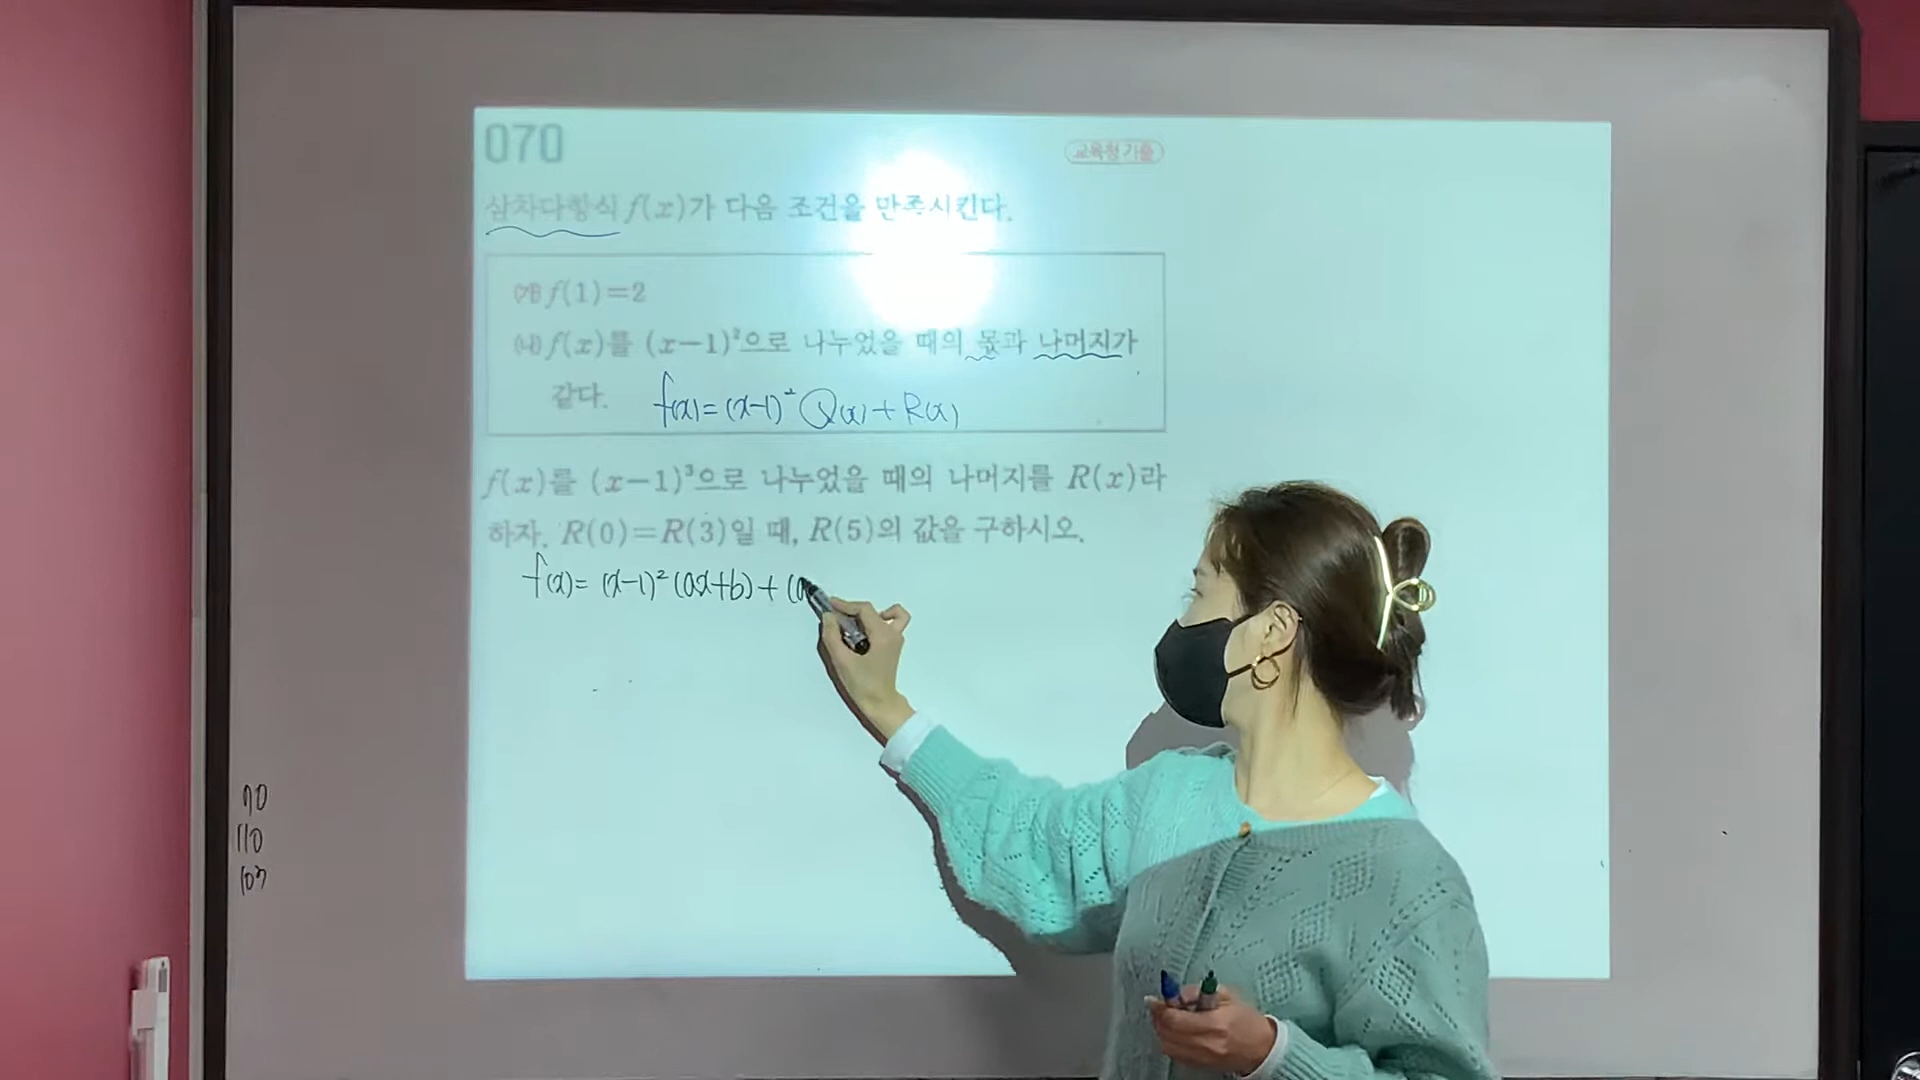 070
교육청 기출
삼차다항식 f(x)가 다음 조건을 만족시킨다.
(가) f(1)=2
(나) f(x)를 (x-1)²으로 나누었을 때의 몫과 나머지가
같다.
f(x)=(x-1)² Q(x)+R(x)
f(x)를 (x-1)³으로 나누었을 때의 나머지를 R(x)라
하자. R(0)=R(3)일 때, R(5)의 값을 구하시오.
f(x)= (x-1)²(ax+b)+(a
70
110
107